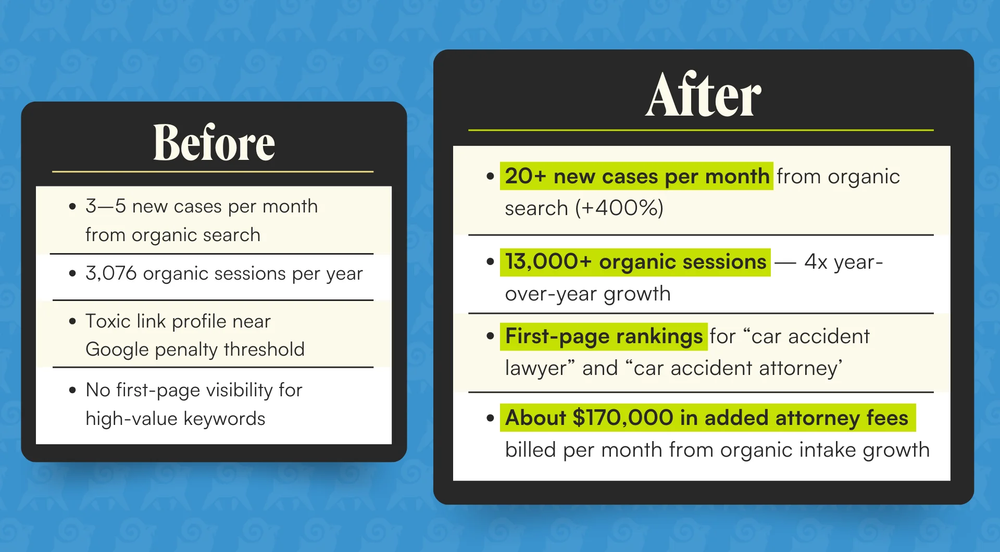 Before
• 3—5 new cases per month
from organic search
• 3,076 organic sessions per year
• Toxic link profile near
Google penalty threshold
• No first-page visibility for
high-value keywords
After
• 20+ new cases per month from organic
search (+400%)
• 13,000+ organic sessions — 4x year-
over-year growth
• First-page rankings for “car accident
lawyer” and “car accident attorney’
• About $170,000 in added attorney fees
billed per month from organic intake growth